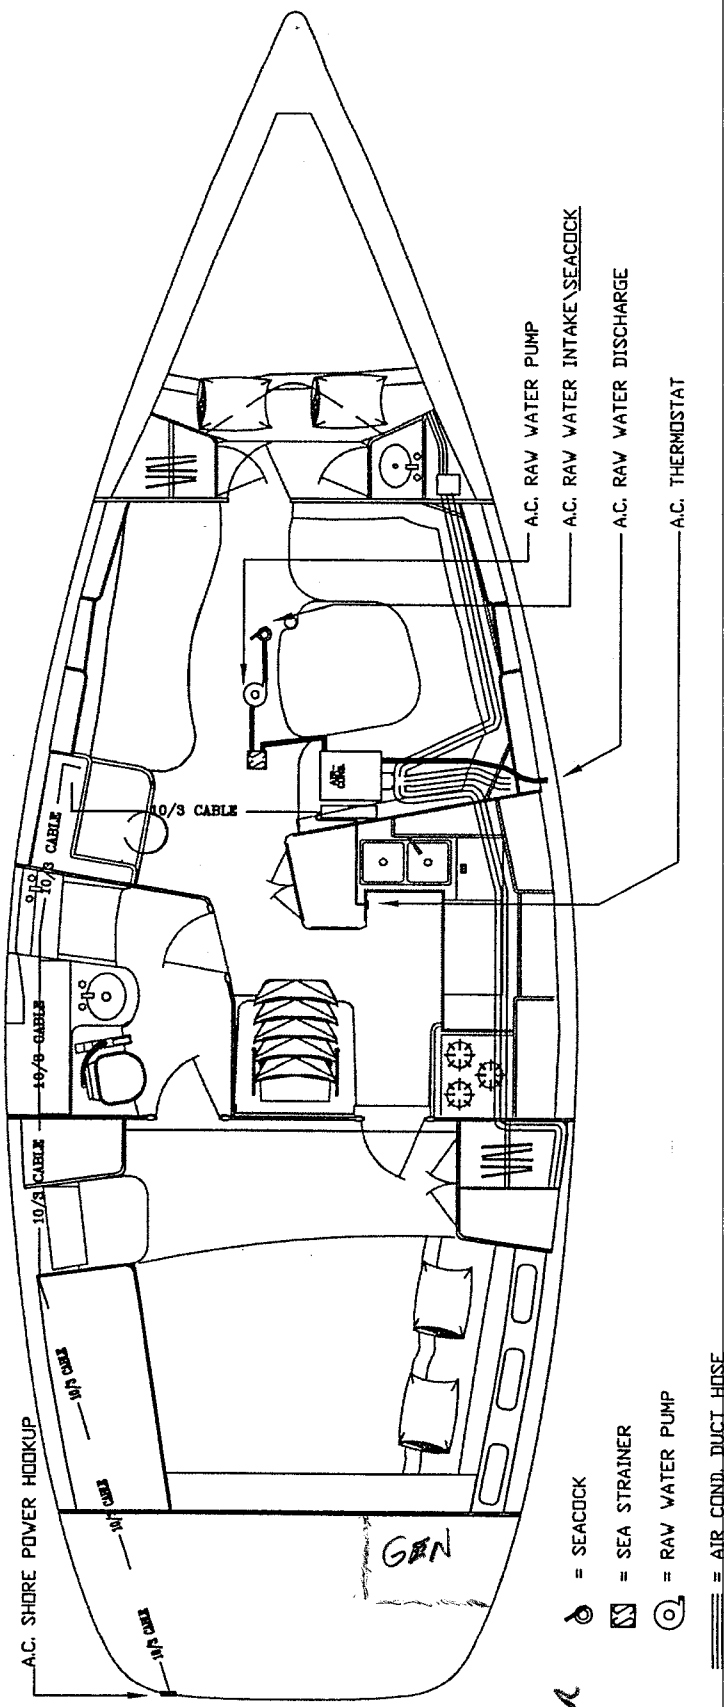 A.C. RAW WATER PUMP
A.C. RAW WATER INTAKE\SEACOCK
A.C. RAW WATER DISCHARGE
A.C. THERMOSTAT
AIR COND.
10/3 CABLE
10/3 CABLE
10/3 CABLE
10/3 CABLE
10/3 CABLE
10/3 CABLE
10/3 CABLE
10/3 CABLE
A.C. SHORE POWER HOOKUP
GEN
= SEACOCK
= SEA STRAINER
= RAW WATER PUMP
= AIR COND. DUCT HOSE